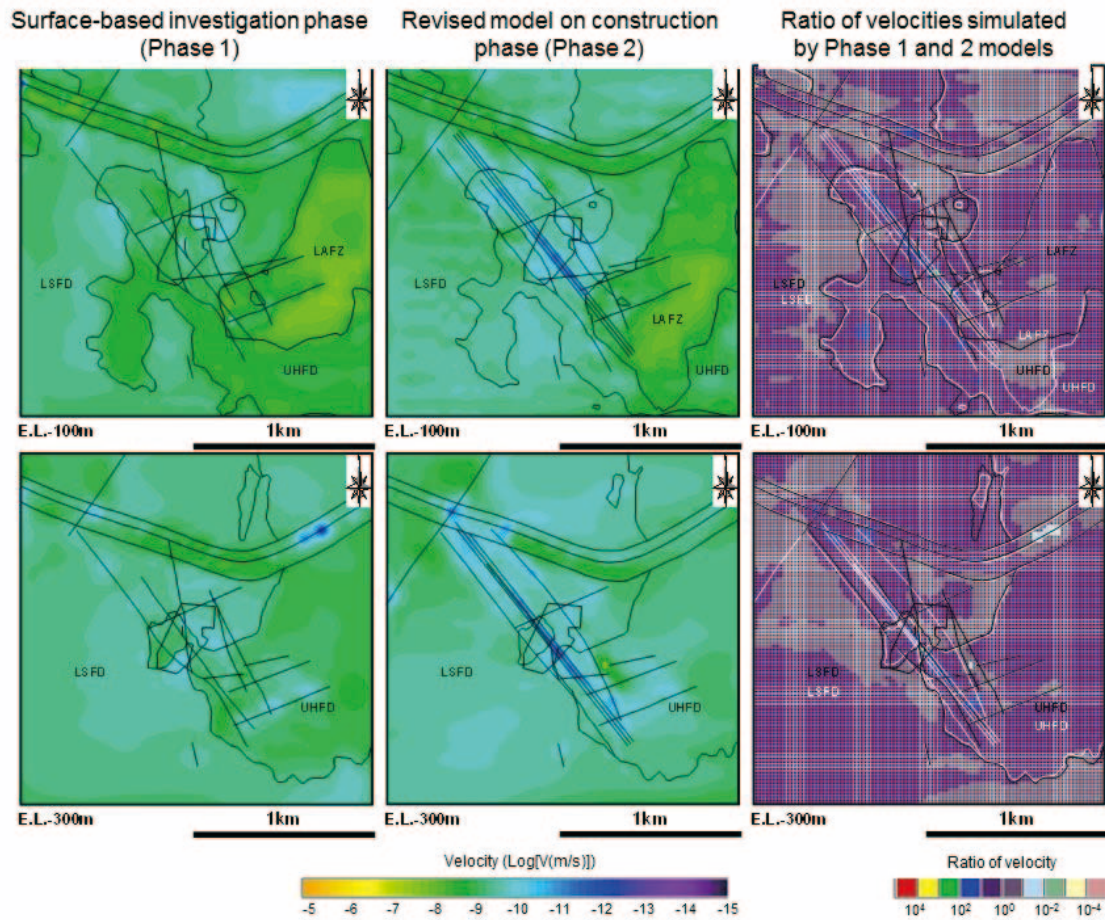 Surface-based investigation phase
(Phase 1)
Revised model on construction
phase (Phase 2)
Ratio of velocities simulated
by Phase 1 and 2 models
LSFD
LAFZ
UHFD
E.L.-100m
1km
LSFD
LAFZ
UHFD
E.L.-100m
1km
LSFD
LSFD
LAFZ
LAFZ
UHFD
UHFD
E.L.-100m
1km
LSFD
UHFD
E.L.-300m
1km
LSFD
UHFD
E.L.-300m
1km
LSFD
LSFD
UHFD
UHFD
E.L.-300m
1km
Velocity (Log[V(m/s)])
-5 -6 -7 -8 -9 -10 -11 -12 -13 -14 -15
Ratio of velocity
10⁴ 10² 10⁰ 10⁻² 10⁻⁴